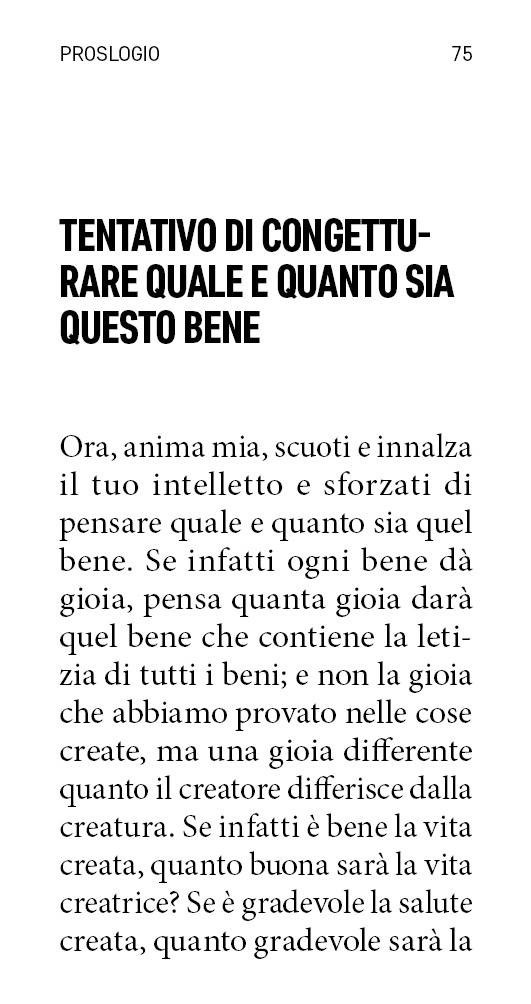 PROSLOGIO 75
TENTATIVO DI CONGETTU-
RARE QUALE E QUANTO SIA
QUESTO BENE
Ora, anima mia, scuoti e innalza
il tuo intelletto e sforzati di
pensare quale e quanto sia quel
bene. Se infatti ogni bene dà
gioia, pensa quanta gioia darà
quel bene che contiene la leti-
zia di tutti i beni; e non la gioia
che abbiamo provato nelle cose
create, ma una gioia differente
quanto il creatore differisce dalla
creatura. Se infatti è bene la vita
creata, quanto buona sarà la vita
creatrice? Se è gradevole la salute
creata, quanto gradevole sarà la